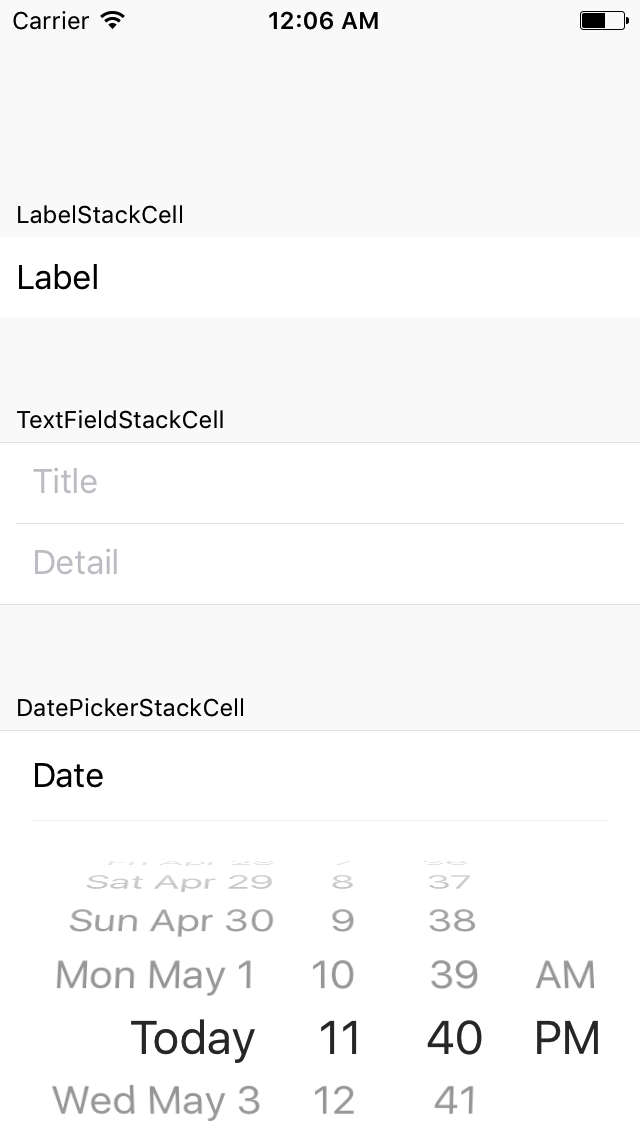 Carrier 12:06 AM
LabelStackCell
Label
TextFieldStackCell
Title
Detail
DatePickerStackCell
Date
Sat Apr 29 8 37
Sun Apr 30 9 38
Mon May 1 10 39 AM
Today 11 40 PM
Wed May 3 12 41